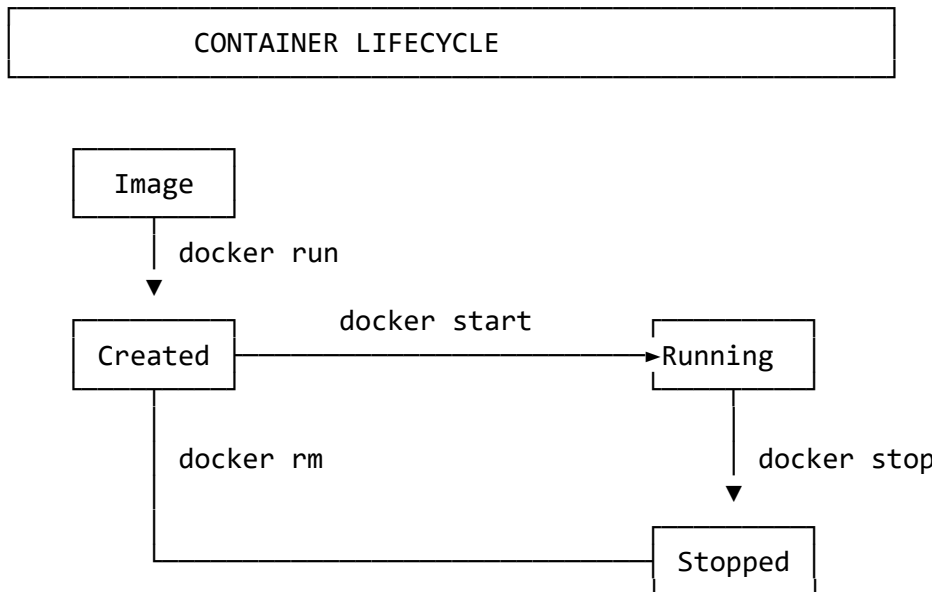 CONTAINER LIFECYCLE
Image
docker run
docker start
Created
Running
docker rm
docker stop
Stopped